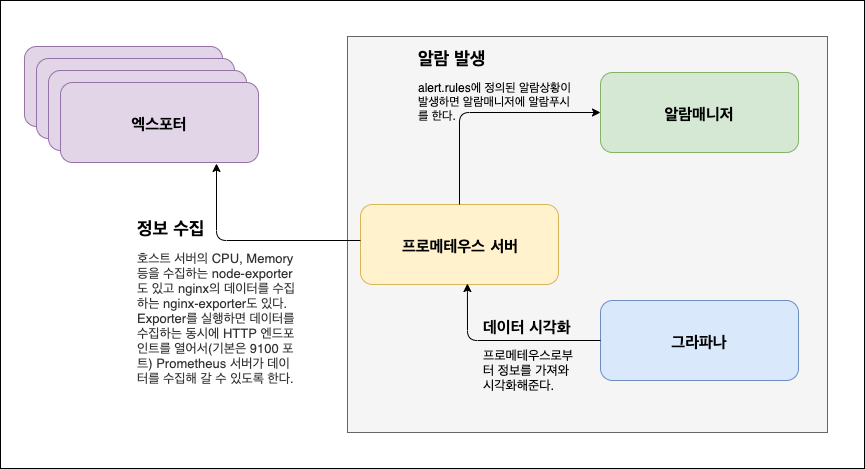 알람 발생
alert.rules에 정의된 알람상황이
발생하면 알람매니저에 알람푸시
를 한다.
알람매니저
엑스포터
정보 수집
호스트 서버의 CPU, Memory
등을 수집하는 node-exporter
도 있고 nginx의 데이터를 수집
하는 nginx-exporter도 있다.
Exporter를 실행하면 데이터를
수집하는 동시에 HTTP 엔드포
인트를 열어서(기본은 9100 포
트) Prometheus 서버가 데이
터를 수집해 갈 수 있도록 한다.
프로메테우스 서버
데이터 시각화
프로메테우스로부
터 정보를 가져와
시각화해준다.
그라파나